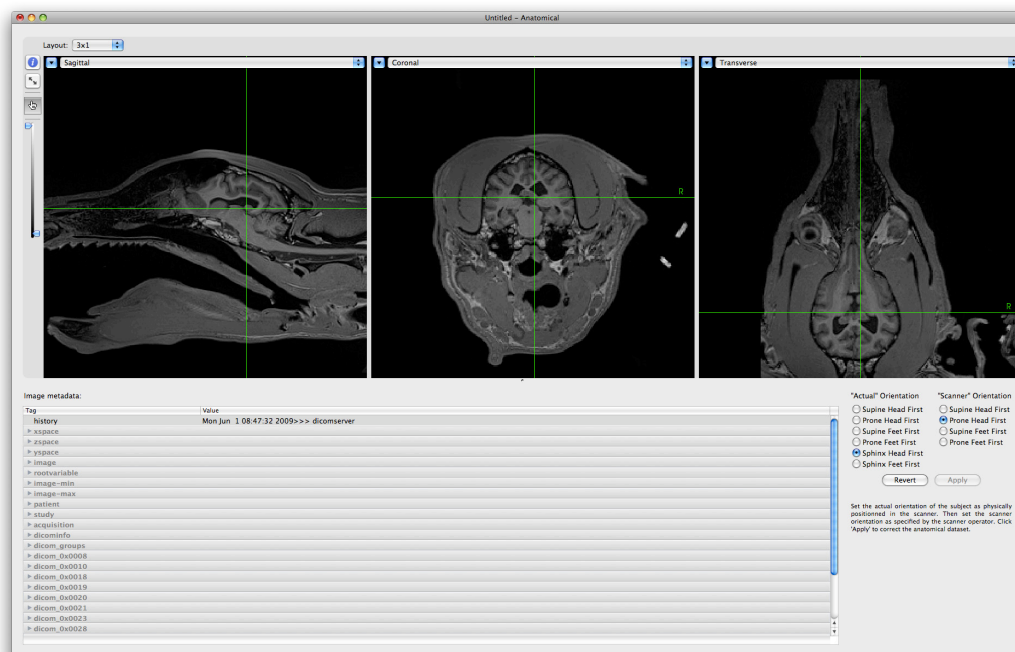 Untitled - Anatomical
Layout: 3x1
Sagittal
Coronal
Transverse
R
R
Image metadata:
Tag Value
history Mon Jun 1 08:47:32 2009>>> dicomserver
xspace
zspace
yspace
image
rootvariable
image-min
image-max
patient
study
acquisition
dicominfo
dicom_groups
dicom_0x0008
dicom_0x0010
dicom_0x0018
dicom_0x0019
dicom_0x0020
dicom_0x0021
dicom_0x0023
dicom_0x0028
"Actual" Orientation "Scanner" Orientation
Supine Head First Supine Head First
Prone Head First Prone Head First
Supine Feet First Supine Feet First
Prone Feet First Prone Feet First
Sphinx Head First
Sphinx Feet First
Revert Apply
Set the actual orientation of the subject as physically
positionned in the scanner. Then set the scanner
orientation as specified by the scanner operator. Click
'Apply' to correct the anatomical dataset.